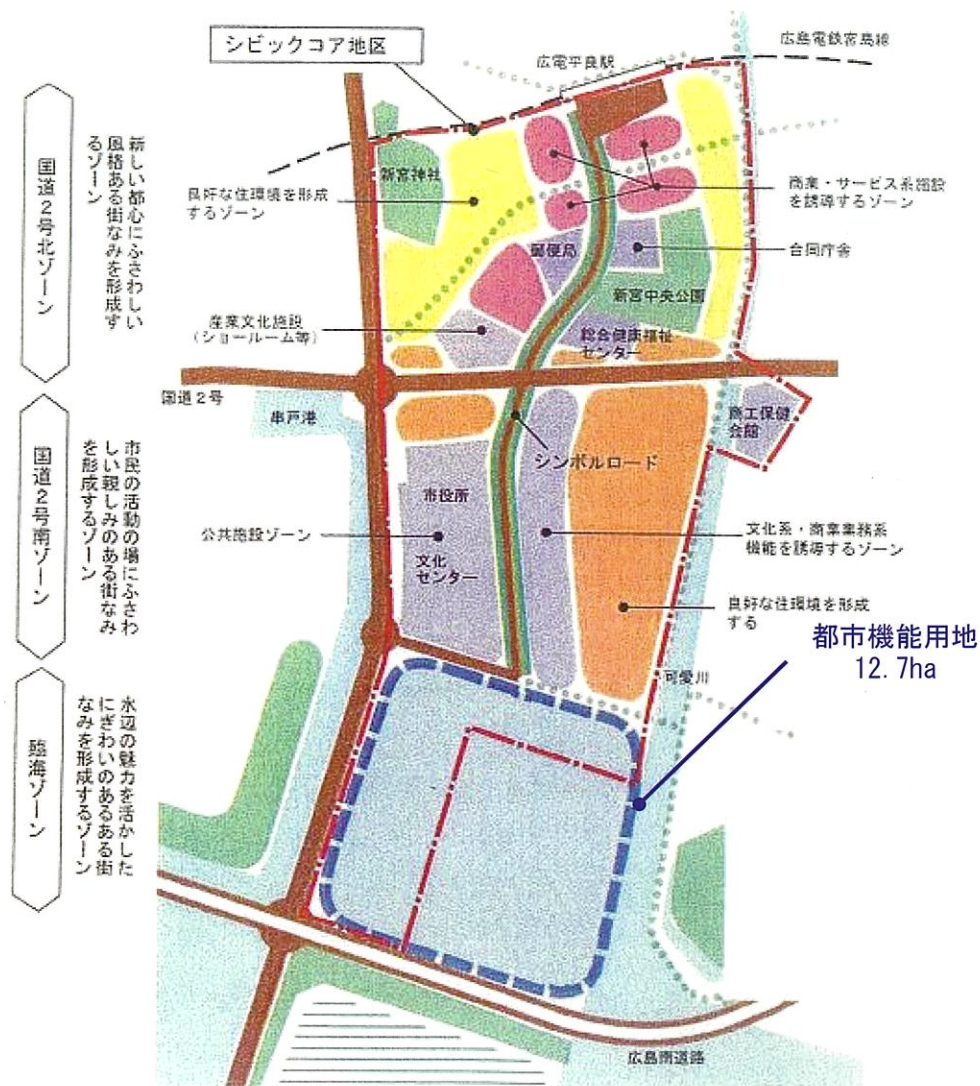 シビックコア地区
広電平良駅
広島電鉄宮島線
国道2号北ゾーン
新しい都心にふさわしい
風格ある街なみを形成す
るゾーン
新宮神社
良好な住環境を形成
するゾーン
商業・サービス系施設
を誘導するゾーン
郵便局
合同庁舎
新宮中央公園
産業文化施設
(ショールーム等)
総合健康福祉
センター
国道2号
串戸港
商工保健
会館
国道2号南ゾーン
市民の活動の場にふさわ
しい親しみのある街なみ
を形成するゾーン
シンボルロード
市役所
公共施設ゾーン
文化
センター
文化系・商業業務系
機能を誘導するゾーン
良好な住環境を形成
する
都市機能用地
12.7ha
可愛川
臨海ゾーン
水辺の魅力を活かした
にぎわいのあるある街
なみを形成するゾーン
広島南道路